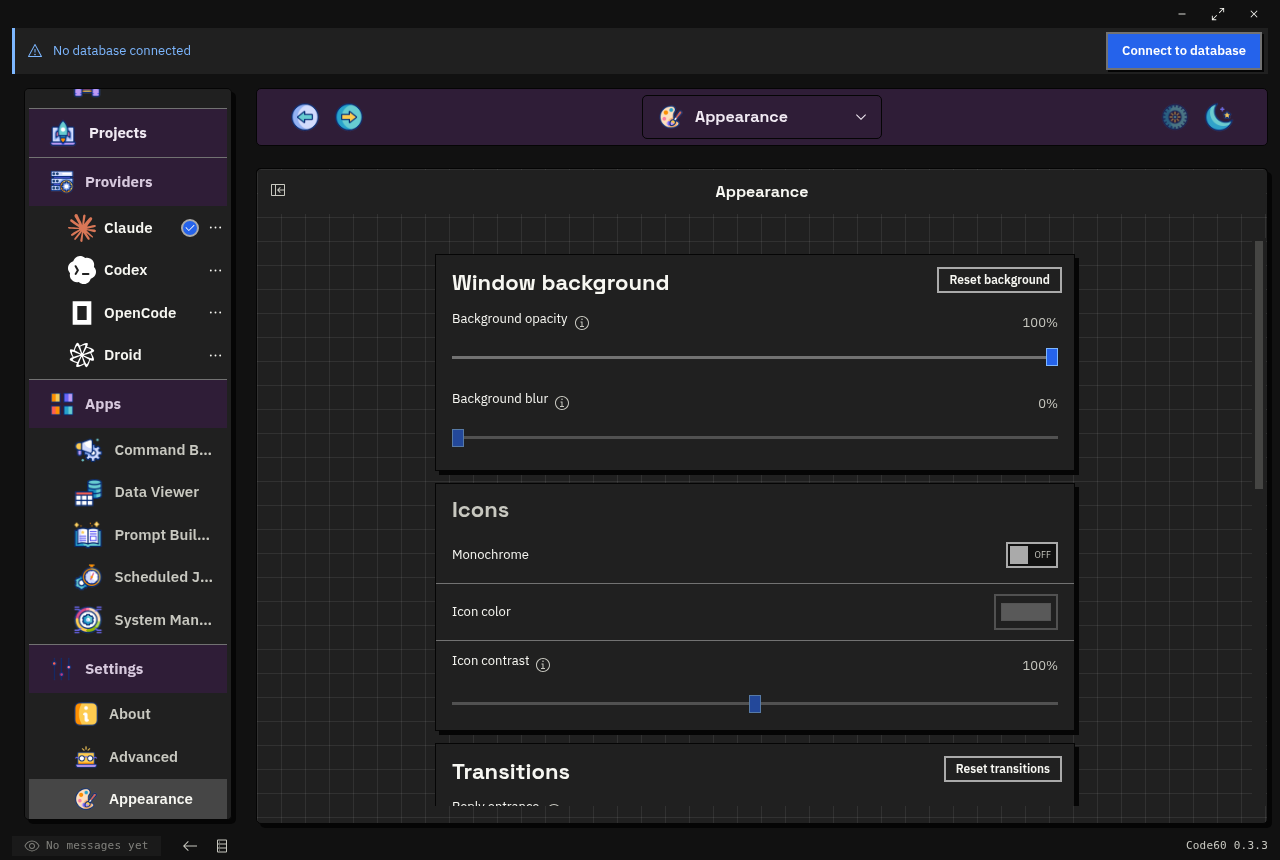 No database connected
Connect to database
Projects
Providers
Claude
Codex
OpenCode
Droid
Apps
Command B...
Data Viewer
Prompt Buil...
Scheduled J...
System Man...
Settings
About
Advanced
Appearance
Appearance
Appearance
Window background
Reset background
Background opacity
100%
Background blur
0%
Icons
Monochrome
OFF
Icon color
Icon contrast
100%
Transitions
Reset transitions
Reply entrance
No messages yet
Code60 0.3.3